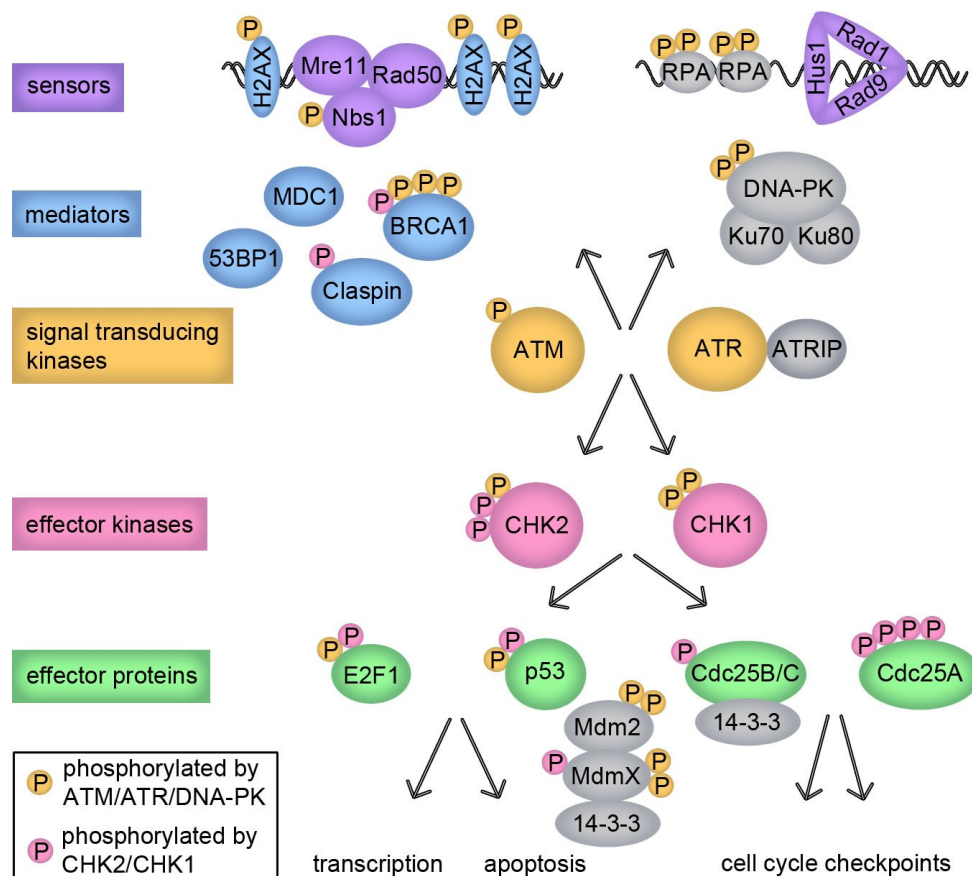 P
P
P
P
P
P
P
H2AX
Mre11
Rad50
H2AX
H2AX
RPA
RPA
Hus1
Rad1
Rad9
sensors
P
Nbs1
P
P
DNA-PK
Ku70
Ku80
mediators
MDC1
P
P
P
P
BRCA1
53BP1
P
Claspin
signal transducing
kinases
P
ATM
ATR
ATRIP
effector kinases
P
P
P
CHK2
P
P
CHK1
effector proteins
P
P
E2F1
P
P
p53
P
Cdc25B/C
14-3-3
P
P
P
P
Cdc25A
P
P
Mdm2
P
MdmX
P
P
14-3-3
P phosphorylated by
ATM/ATR/DNA-PK
P phosphorylated by
CHK2/CHK1
transcription
apoptosis
cell cycle checkpoints